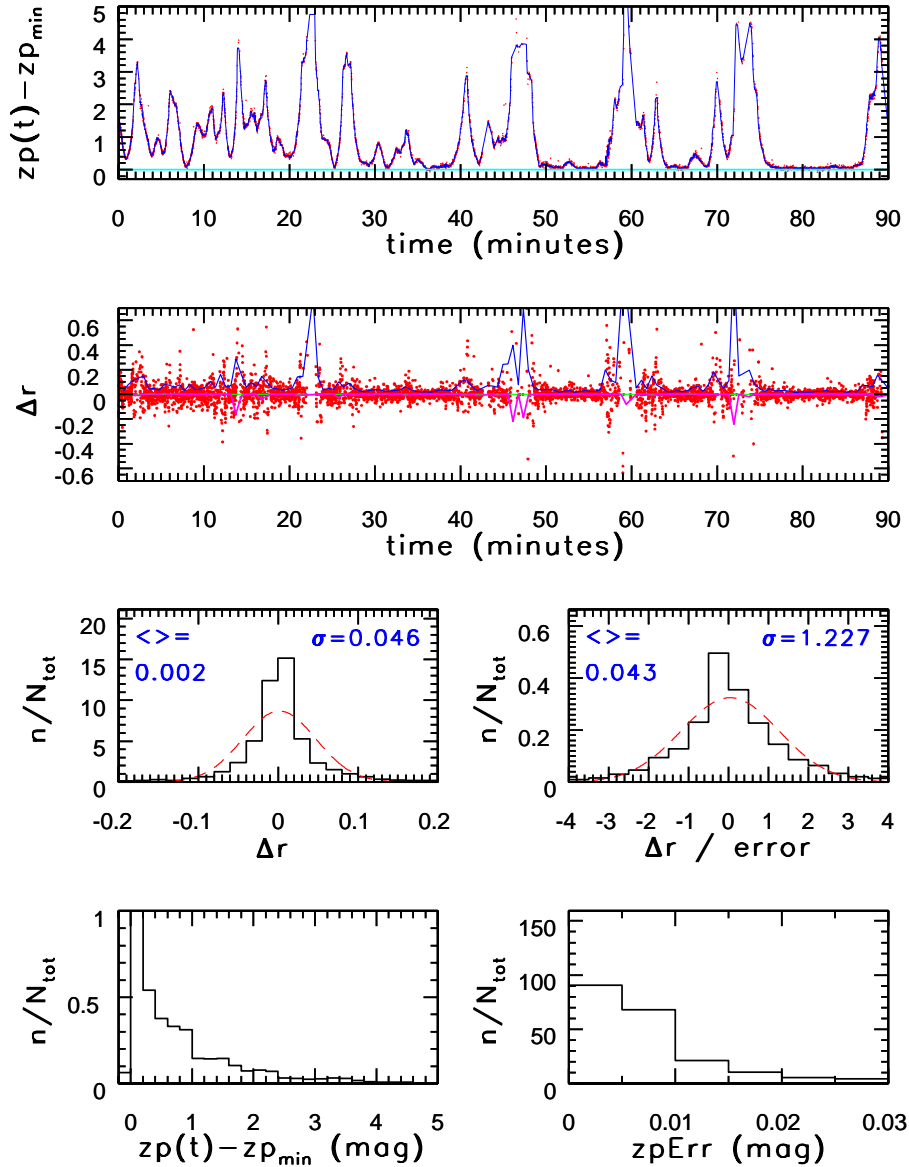 zp(t)−zp_min
5
4
3
2
1
0
0 10 20 30 40 50 60 70 80 90
time (minutes)
Δr
0.6
0.4
0.2
0
-0.2
-0.4
-0.6
0 10 20 30 40 50 60 70 80 90
time (minutes)
n/N_tot
20
15
10
5
0
<>=
0.002
σ=0.046
-0.2 -0.1 0 0.1 0.2
Δr
n/N_tot
0.6
0.4
0.2
0
<>=
0.043
σ=1.227
-4 -3 -2 -1 0 1 2 3 4
Δr / error
n/N_tot
1
0.5
0
0 1 2 3 4 5
zp(t)−zp_min (mag)
n/N_tot
150
100
50
0
0 0.01 0.02 0.03
zpErr (mag)